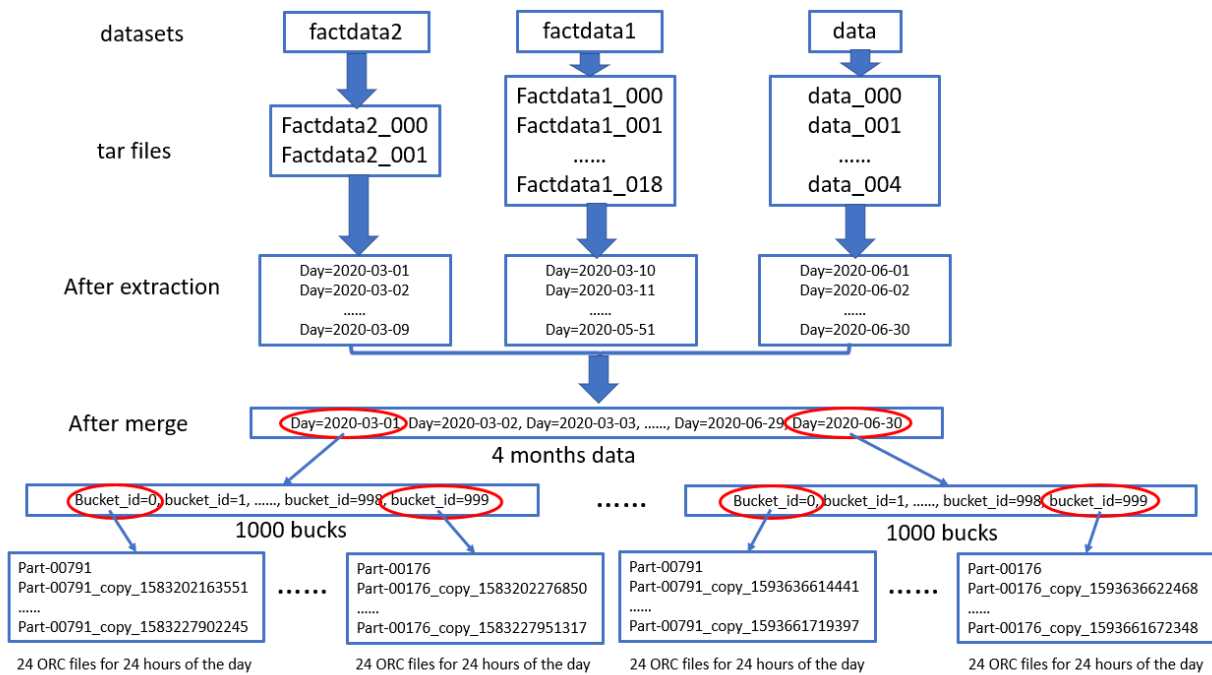 datasets
factdata2
factdata1
data
tar files
Factdata2_000
Factdata2_001
Factdata1_000
Factdata1_001
......
Factdata1_018
data_000
data_001
......
data_004
After extraction
Day=2020-03-01
Day=2020-03-02
......
Day=2020-03-09
Day=2020-03-10
Day=2020-03-11
......
Day=2020-05-51
Day=2020-06-01
Day=2020-06-02
......
Day=2020-06-30
After merge
Day=2020-03-01, Day=2020-03-02, Day=2020-03-03, ......, Day=2020-06-29, Day=2020-06-30
4 months data
Bucket_id=0, bucket_id=1, ......, bucket_id=998, bucket_id=999
......
Bucket_id=0, bucket_id=1, ......, bucket_id=998, bucket_id=999
1000 bucks
1000 bucks
Part-00791
Part-00791_copy_1583202163551
......
Part-00791_copy_1583227902245
......
Part-00176
Part-00176_copy_1583202276850
......
Part-00176_copy_1583227951317
Part-00791
Part-00791_copy_1593636614441
......
Part-00791_copy_1593661719397
......
Part-00176
Part-00176_copy_1593636622468
......
Part-00176_copy_1593661672348
24 ORC files for 24 hours of the day
24 ORC files for 24 hours of the day
24 ORC files for 24 hours of the day
24 ORC files for 24 hours of the day